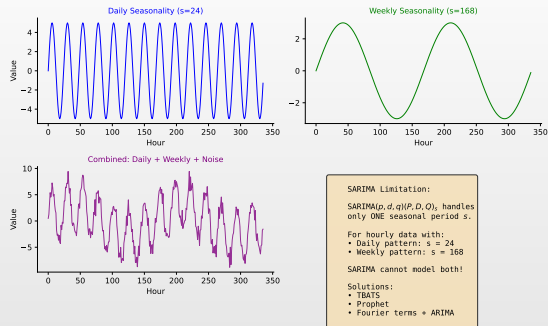 Daily Seasonality (s=24)
Value
4
2
0
−2
−4
0 50 100 150 200 250 300 350
Hour
Weekly Seasonality (s=168)
2
0
−2
0 50 100 150 200 250 300 350
Hour
Combined: Daily + Weekly + Noise
Value
10
5
0
−5
0 50 100 150 200 250 300 350
Hour
SARIMA Limitation:
SARIMA(p, d, q)(P, D, Q)s handles
only ONE seasonal period s.
For hourly data with:
• Daily pattern: s = 24
• Weekly pattern: s = 168
SARIMA cannot model both!
Solutions:
• TBATS
• Prophet
• Fourier terms + ARIMA